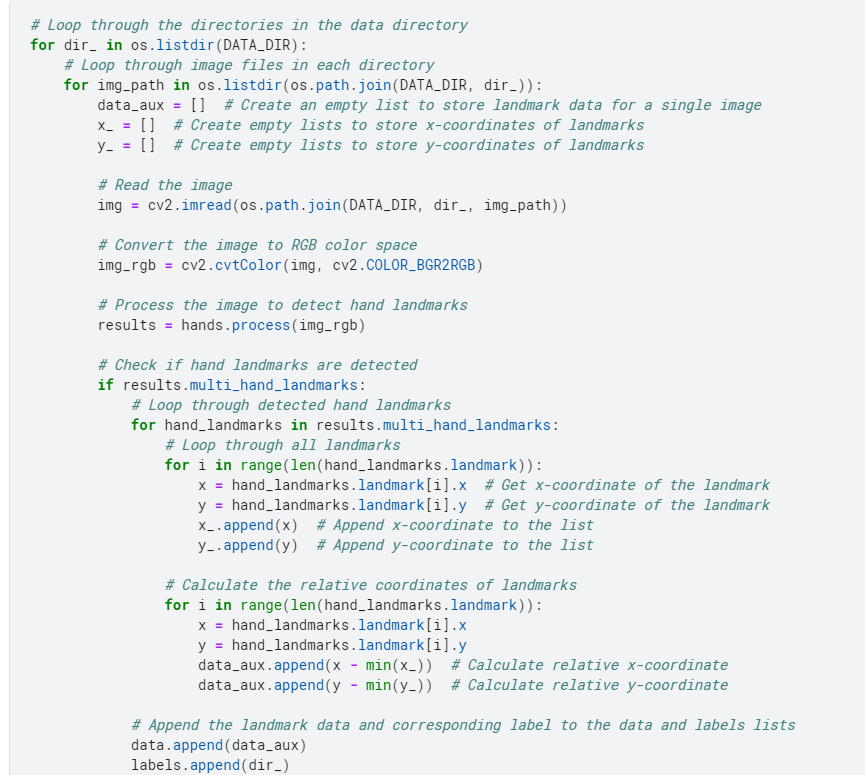 # Loop through the directories in the data directory
for dir_ in os.listdir(DATA_DIR):
    # Loop through image files in each directory
    for img_path in os.listdir(os.path.join(DATA_DIR, dir_)):
        data_aux = []  # Create an empty list to store landmark data for a single image
        x_ = []  # Create empty lists to store x-coordinates of landmarks
        y_ = []  # Create empty lists to store y-coordinates of landmarks

        # Read the image
        img = cv2.imread(os.path.join(DATA_DIR, dir_, img_path))

        # Convert the image to RGB color space
        img_rgb = cv2.cvtColor(img, cv2.COLOR_BGR2RGB)

        # Process the image to detect hand landmarks
        results = hands.process(img_rgb)

        # Check if hand landmarks are detected
        if results.multi_hand_landmarks:
            # Loop through detected hand landmarks
            for hand_landmarks in results.multi_hand_landmarks:
                # Loop through all landmarks
                for i in range(len(hand_landmarks.landmark)):
                    x = hand_landmarks.landmark[i].x  # Get x-coordinate of the landmark
                    y = hand_landmarks.landmark[i].y  # Get y-coordinate of the landmark
                    x_.append(x)  # Append x-coordinate to the list
                    y_.append(y)  # Append y-coordinate to the list

                # Calculate the relative coordinates of landmarks
                for i in range(len(hand_landmarks.landmark)):
                    x = hand_landmarks.landmark[i].x
                    y = hand_landmarks.landmark[i].y
                    data_aux.append(x - min(x_))  # Calculate relative x-coordinate
                    data_aux.append(y - min(y_))  # Calculate relative y-coordinate

            # Append the landmark data and corresponding label to the data and labels lists
            data.append(data_aux)
            labels.append(dir_)